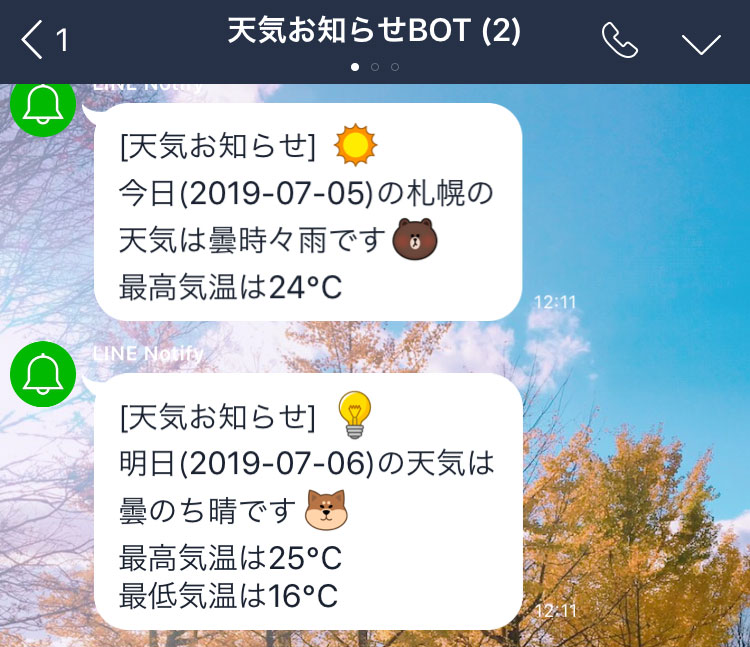 1
天気お知らせBOT (2)
LINE Notify
[天気お知らせ]
今日(2019-07-05)の札幌の
天気は曇時々雨です
最高気温は24°C
12:11
LINE Notify
[天気お知らせ]
明日(2019-07-06)の天気は
曇のち晴です
最高気温は25°C
最低気温は16°C
12:11